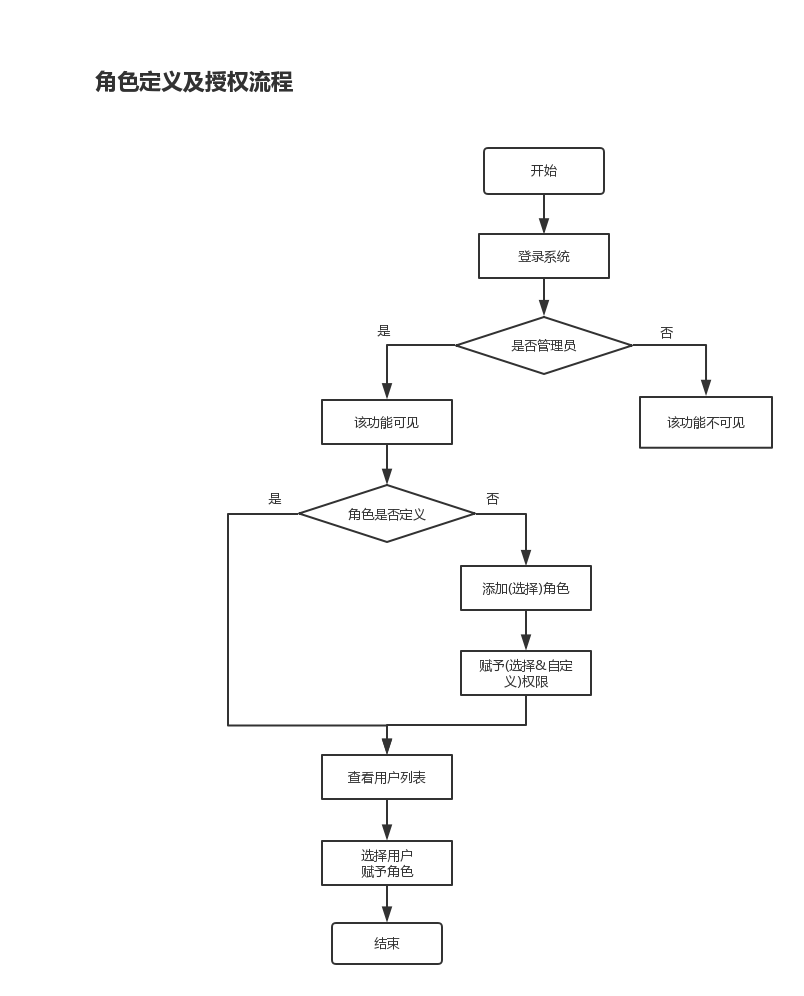 角色定义及授权流程
开始
登录系统
是否管理员
是
否
该功能可见
该功能不可见
角色是否定义
是
否
添加(选择)角色
赋予(选择&自定
义)权限
查看用户列表
选择用户
赋予角色
结束